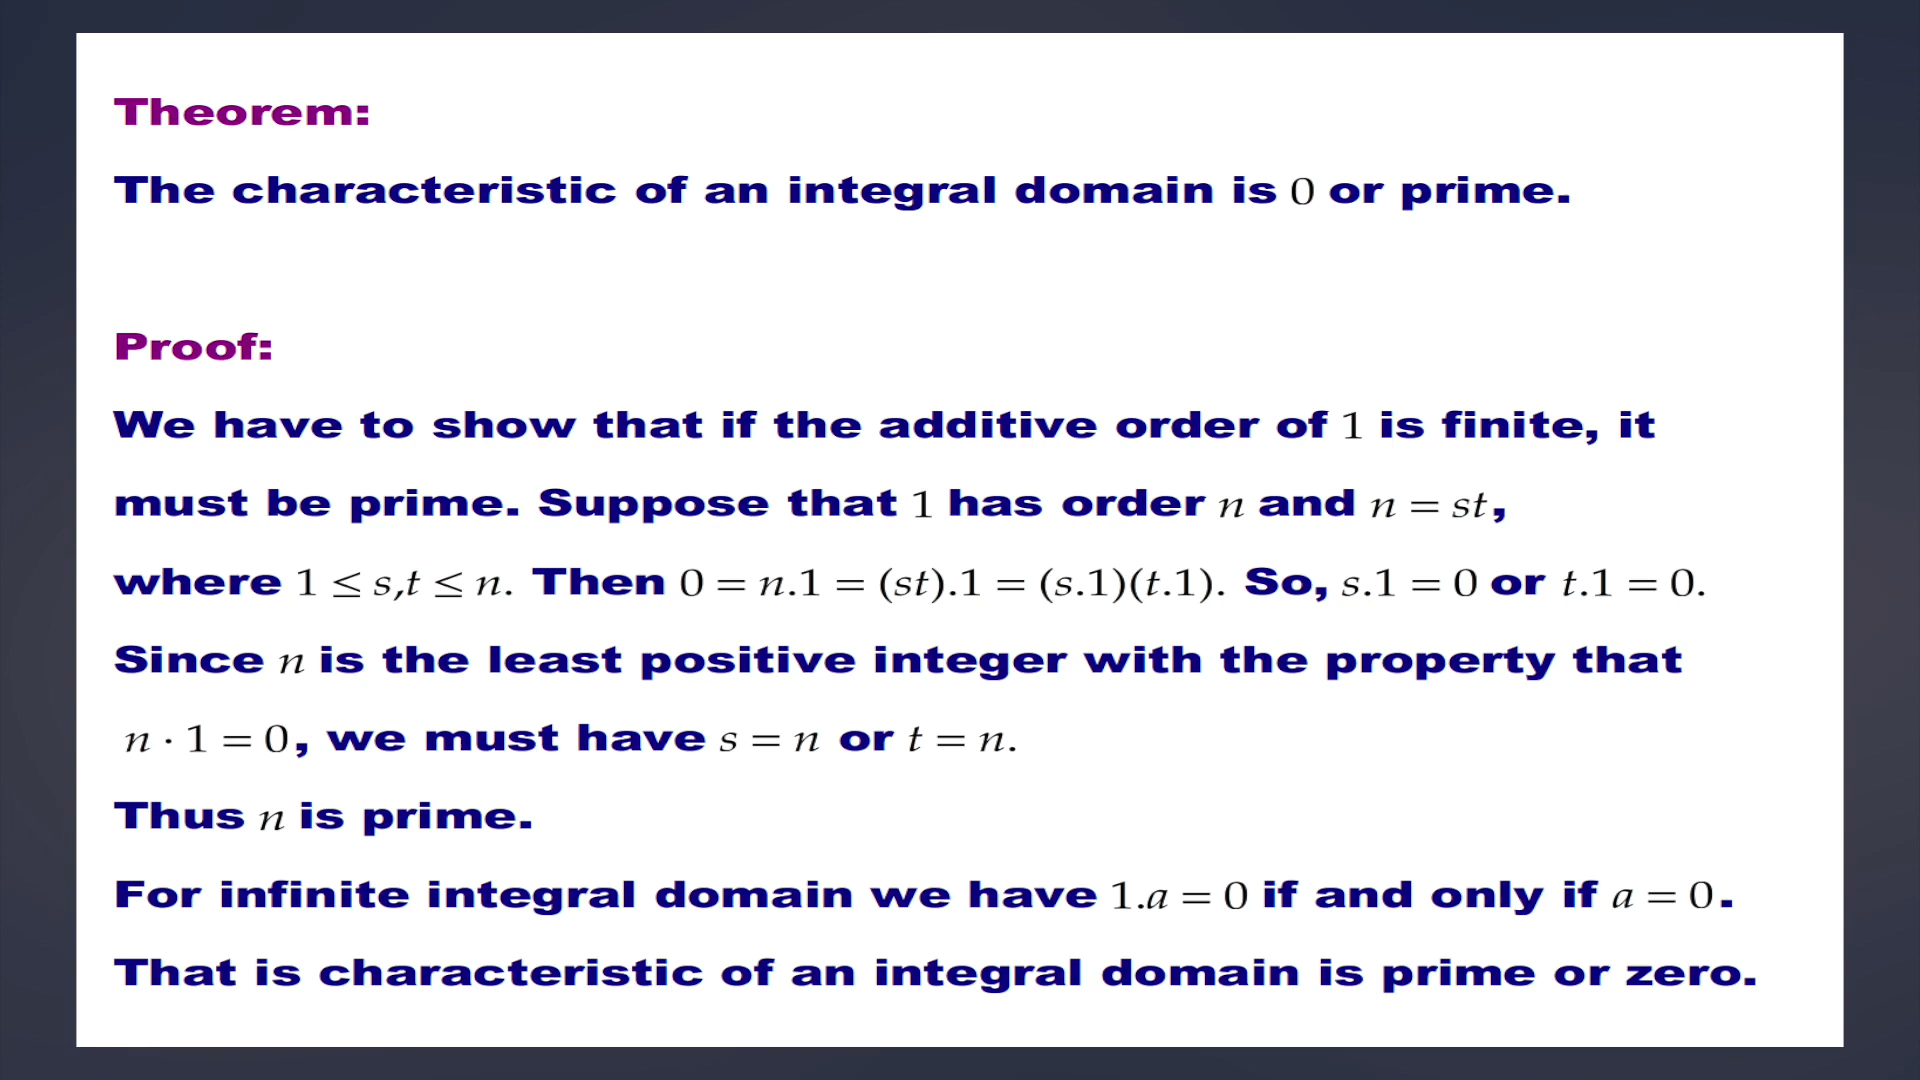 Theorem:
The characteristic of an integral domain is 0 or prime.
Proof:
We have to show that if the additive order of 1 is finite, it
must be prime. Suppose that 1 has order n and n = st,
where 1 ≤ s,t ≤ n. Then 0 = n.1 = (st).1 = (s.1)(t.1). So, s.1 = 0 or t.1 = 0.
Since n is the least positive integer with the property that
n · 1 = 0, we must have s = n or t = n.
Thus n is prime.
For infinite integral domain we have 1.a = 0 if and only if a = 0.
That is characteristic of an integral domain is prime or zero.